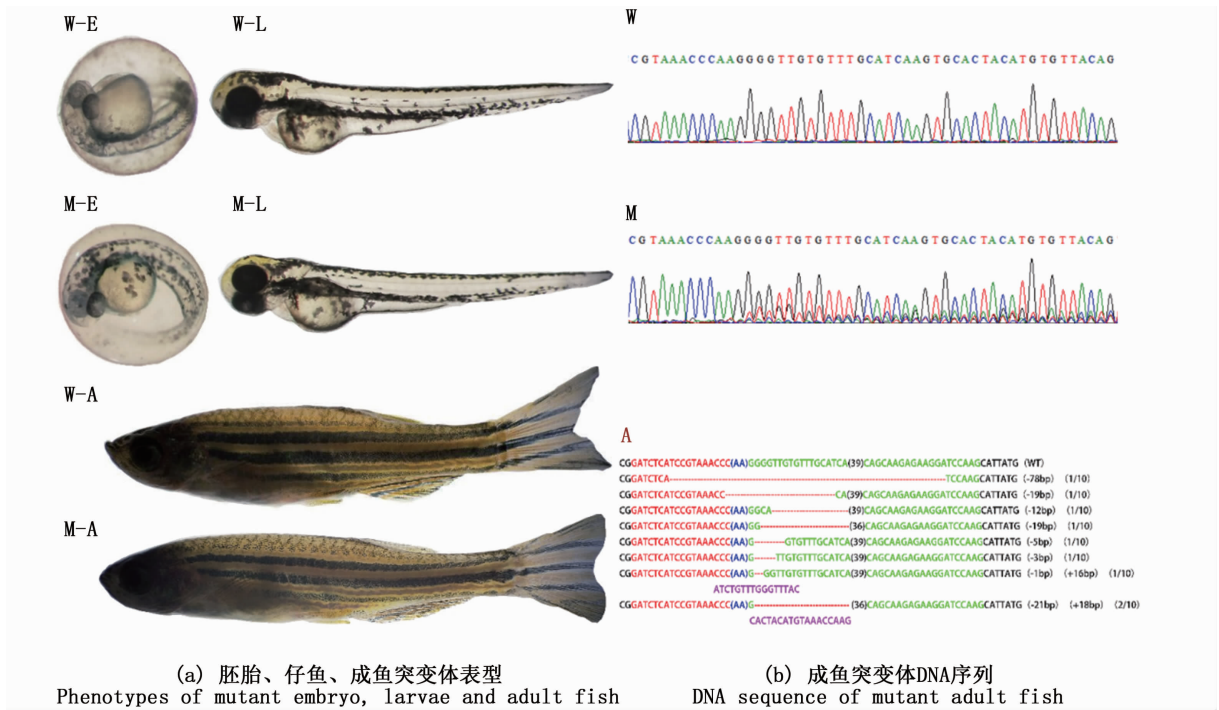 W-E
W-L
W
CGTAAACCCAAGGGGTTGTGTTTGCATCAAGTGCACTACATGTGTTACAG
M-E
M-L
M
CGTAAACCCAAGGGGTTGTGTTTGCATCAAGTGCACTACATGTGTTACAG
W-A
A
CGGATCTCATCCGTAAACCC(AA)GGGGTTGTGTTTGCATCA(39)CAGCAAGAGAAGGATCCAAGCATTATG (WT)
CGGATCTCA--------TCCAAGCATTATG (-78bp) (1/10)
CGGATCTCATCCGTAAACC--------CA(39)CAGCAAGAGAAGGATCCAAGCATTATG (-19bp) (1/10)
CGGATCTCATCCGTAAACCC(AA)GGCA--------(39)CAGCAAGAGAAGGATCCAAGCATTATG (-12bp) (1/10)
CGGATCTCATCCGTAAACCC(AA)GG--------(36)CAGCAAGAGAAGGATCCAAGCATTATG (-19bp) (1/10)
CGGATCTCATCCGTAAACCC(AA)G-----GTGTTTGCATCA(39)CAGCAAGAGAAGGATCCAAGCATTATG (-5bp) (1/10)
CGGATCTCATCCGTAAACCC(AA)G---TTGTGTTTGCATCA(39)CAGCAAGAGAAGGATCCAAGCATTATG (-3bp) (1/10)
CGGATCTCATCCGTAAACCC(AA)G--GGTTGTGTTTGCATCA(39)CAGCAAGAGAAGGATCCAAGCATTATG (-1bp) (+16bp) (1/10)
ATCTGTTTGGGTTTAC
CGGATCTCATCCGTAAACCC(AA)G--------(36)CAGCAAGAGAAGGATCCAAGCATTATG (-21bp) (+18bp) (2/10)
CACTACATGTAAACCAAG
M-A
(a) 胚胎、仔鱼、成鱼突变体表型
Phenotypes of mutant embryo, larvae and adult fish
(b) 成鱼突变体DNA序列
DNA sequence of mutant adult fish